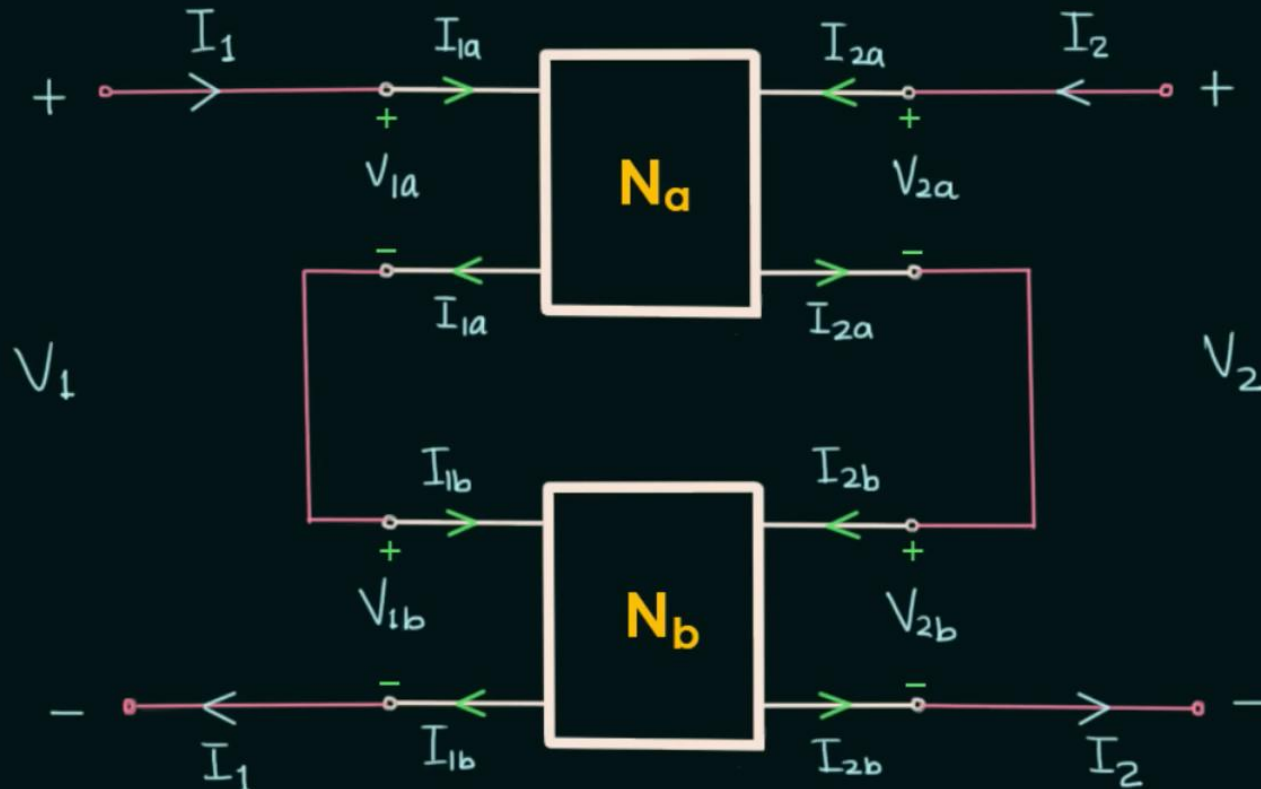 I₁ I₁ₐ I₂ₐ I₂
+ +
+ +
V₁ₐ Nₐ V₂ₐ
− −
I₁ₐ I₂ₐ
V₁ V₂
I₁b I₂b
+ +
V₁b Nb V₂b
− −
− −
I₁ I₁b I₂b I₂